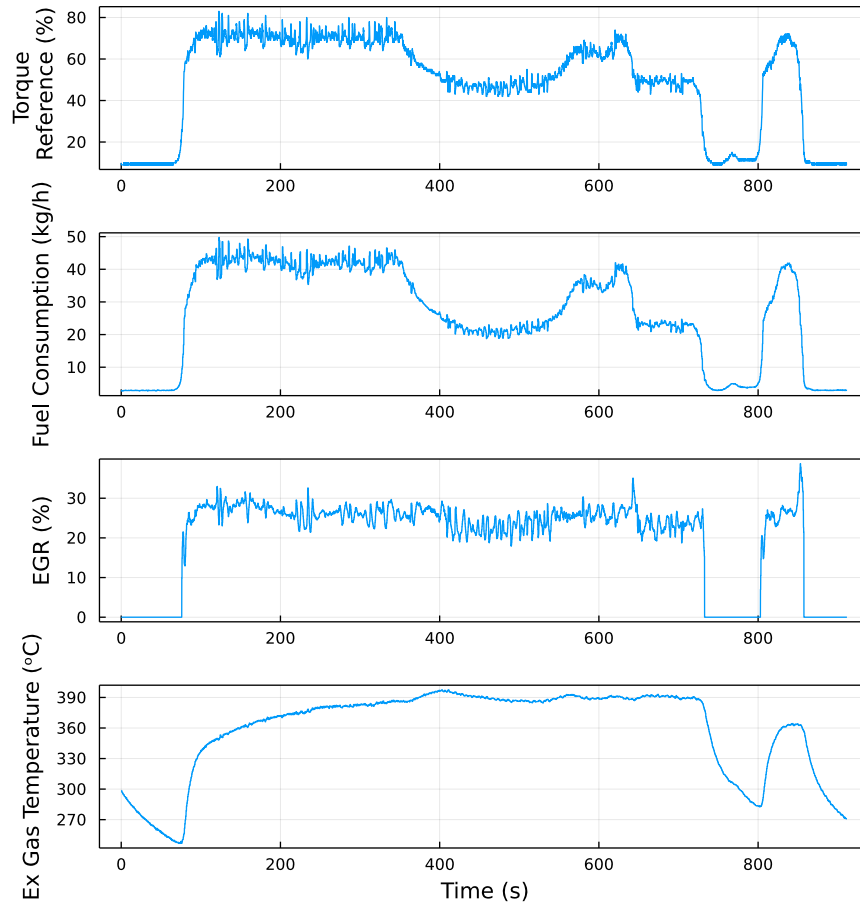 Torque
Reference (%)
80
60
40
20
0 200 400 600 800
Fuel Consumption (kg/h)
50
40
30
20
10
0 200 400 600 800
EGR (%)
30
20
10
0
0 200 400 600 800
Ex Gas Temperature (°C)
390
360
330
300
270
0 200 400 600 800
Time (s)